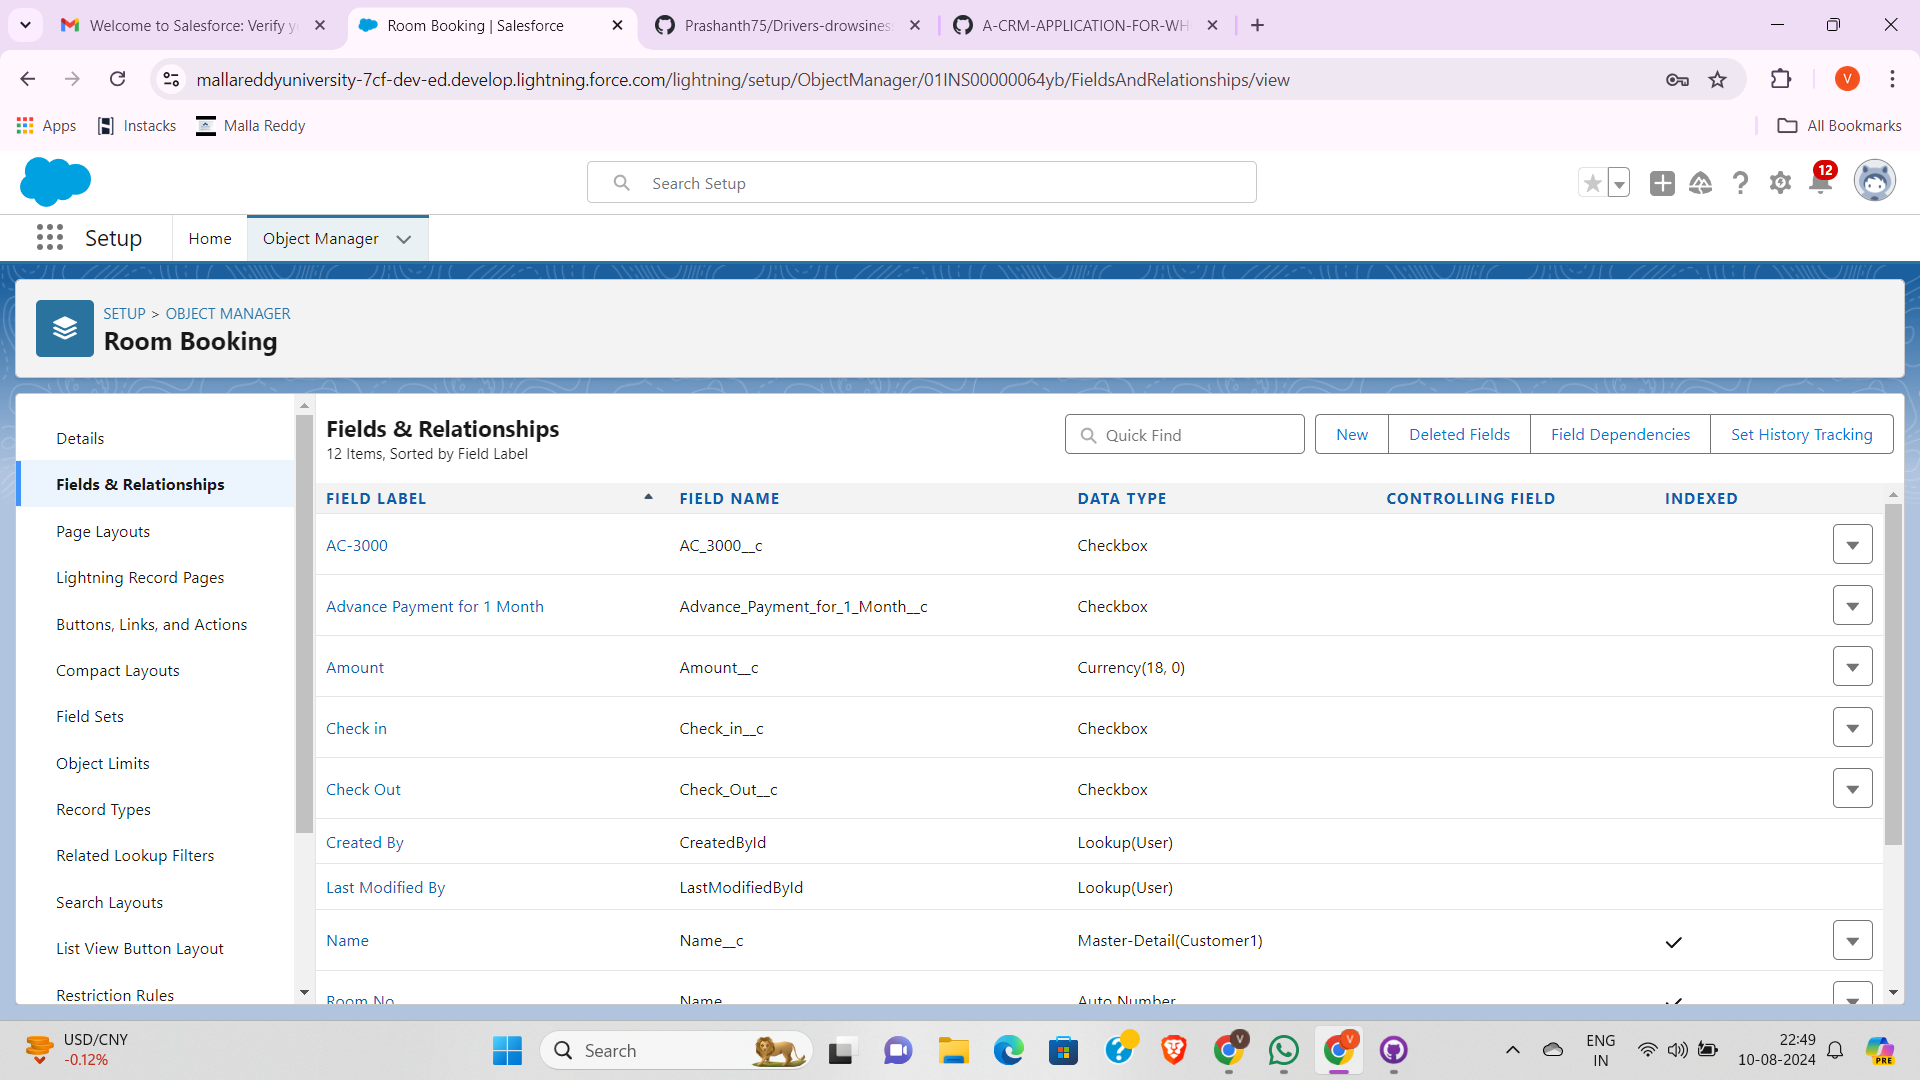 Welcome to Salesforce: Verify y
Room Booking | Salesforce
Prashanth75/Drivers-drowsines
A-CRM-APPLICATION-FOR-WH
mallareddyuniversity-7cf-dev-ed.develop.lightning.force.com/lightning/setup/ObjectManager/01INS00000064yb/FieldsAndRelationships/view
V
Apps
Instacks
Malla Reddy
All Bookmarks
Search Setup
12
Setup
Home
Object Manager
SETUP > OBJECT MANAGER
Room Booking
Details
Fields & Relationships
Page Layouts
Lightning Record Pages
Buttons, Links, and Actions
Compact Layouts
Field Sets
Object Limits
Record Types
Related Lookup Filters
Search Layouts
List View Button Layout
Restriction Rules
Fields & Relationships
12 Items, Sorted by Field Label
Quick Find
New
Deleted Fields
Field Dependencies
Set History Tracking
FIELD LABEL FIELD NAME DATA TYPE CONTROLLING FIELD INDEXED
AC-3000 AC_3000__c Checkbox
Advance Payment for 1 Month Advance_Payment_for_1_Month__c Checkbox
Amount Amount__c Currency(18, 0)
Check in Check_in__c Checkbox
Check Out Check_Out__c Checkbox
Created By CreatedById Lookup(User)
Last Modified By LastModifiedById Lookup(User)
Name Name__c Master-Detail(Customer1)
Room No Name Auto Number
USD/CNY
-0.12%
Search
V
V
ENG
IN
22:49
10-08-2024
PRE